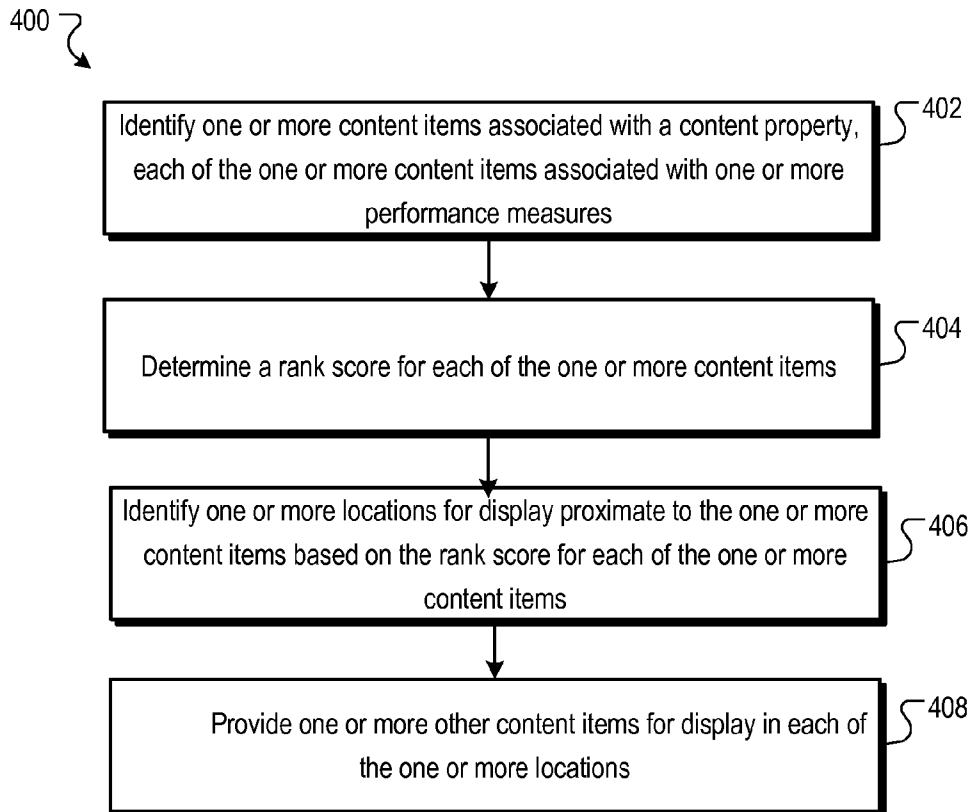 400
402
Identify one or more content items associated with a content property,
each of the one or more content items associated with one or more
performance measures
404
Determine a rank score for each of the one or more content items
Identify one or more locations for display proximate to the one or more
content items based on the rank score for each of the one or more
content items
406
Provide one or more other content items for display in each of
the one or more locations
408